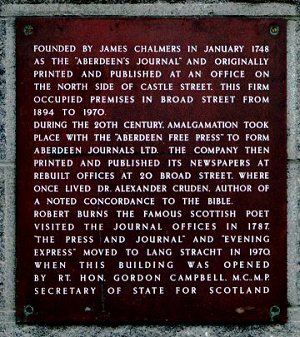 FOUNDED BY JAMES CHALMERS IN JANUARY 1748
AS THE "ABERDEEN'S JOURNAL" AND ORIGINALLY
PRINTED AND PUBLISHED AT AN OFFICE ON
THE NORTH SIDE OF CASTLE STREET. THIS FIRM
OCCUPIED PREMISES IN BROAD STREET FROM
1894 TO 1970.
DURING THE 20TH CENTURY, AMALGAMATION TOOK
PLACE WITH THE "ABERDEEN FREE PRESS" TO FORM
ABERDEEN JOURNALS LTD. THE COMPANY THEN
PRINTED AND PUBLISHED ITS NEWSPAPERS AT
REBUILT OFFICES AT 20 BROAD STREET, WHERE
ONCE LIVED DR. ALEXANDER CRUDEN, AUTHOR OF
A NOTED CONCORDANCE TO THE BIBLE.
ROBERT BURNS THE FAMOUS SCOTTISH POET
VISITED THE JOURNAL OFFICES IN 1787.
"THE PRESS AND JOURNAL" AND "EVENING
EXPRESS" MOVED TO LANG STRACHT IN 1970
WHEN THIS BUILDING WAS OPENED
BY RT. HON. GORDON CAMPBELL, M.C. M.P.
SECRETARY OF STATE FOR SCOTLAND